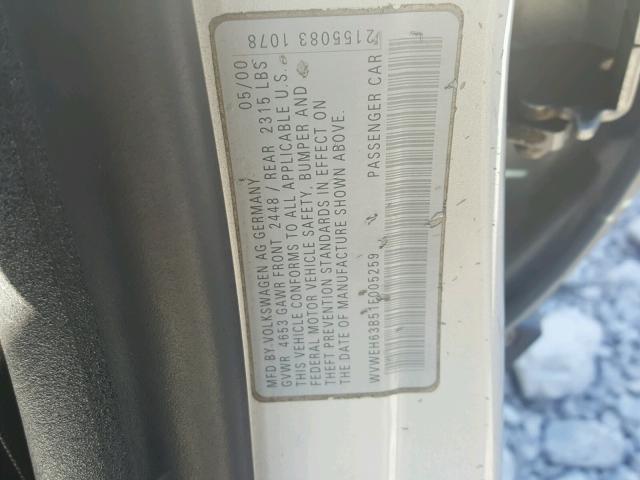 MFD.BY.VOLKSWAGEN AG GERMANY 05/00
GVWR 4653 GAWR FRONT 2448 / REAR 2315 LBS
THIS VEHICLE CONFORMS TO ALL APPLICABLE U.S.
FEDERAL MOTOR VEHICLE SAFETY, BUMPER AND
THEFT PREVENTION STANDARDS IN EFFECT ON
THE DATE OF MANUFACTURE SHOWN ABOVE.
WVWEH63B51E005259 PASSENGER CAR
2155083 1078